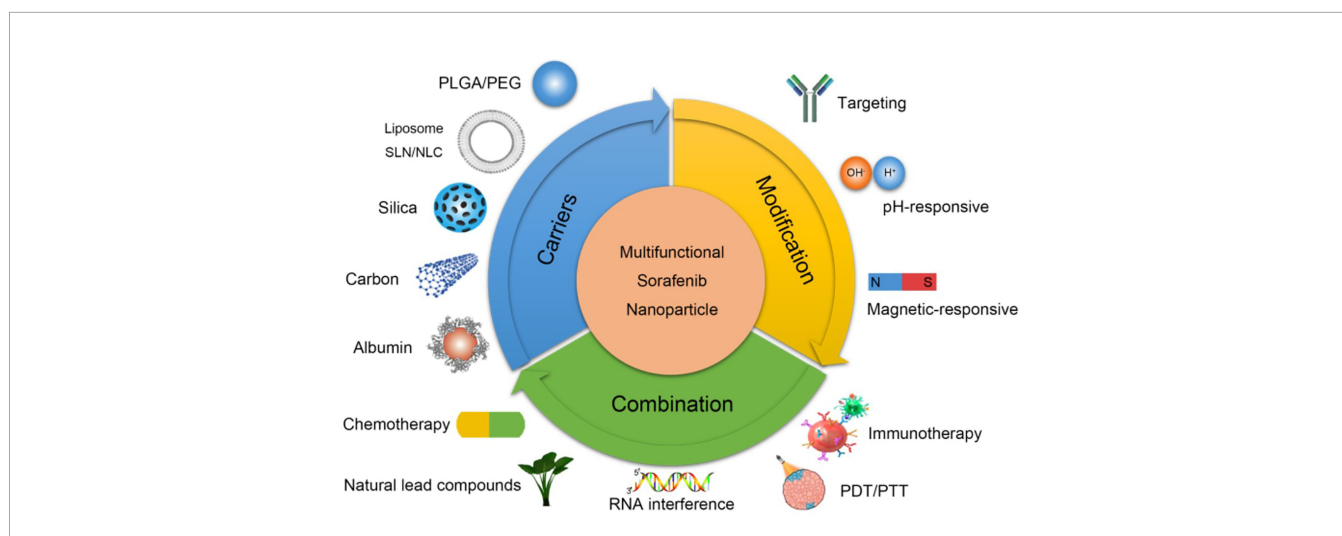 PLGA/PEG
Liposome
SLN/NLC
Silica
Carbon
Albumin
Carriers
Multifunctional
Sorafenib
Nanoparticle
Modification
Targeting
OH-
H+
pH-responsive
N
S
Magnetic-responsive
Combination
Chemotherapy
Natural lead compounds
5'
3'
RNA interference
Immunotherapy
PDT/PTT